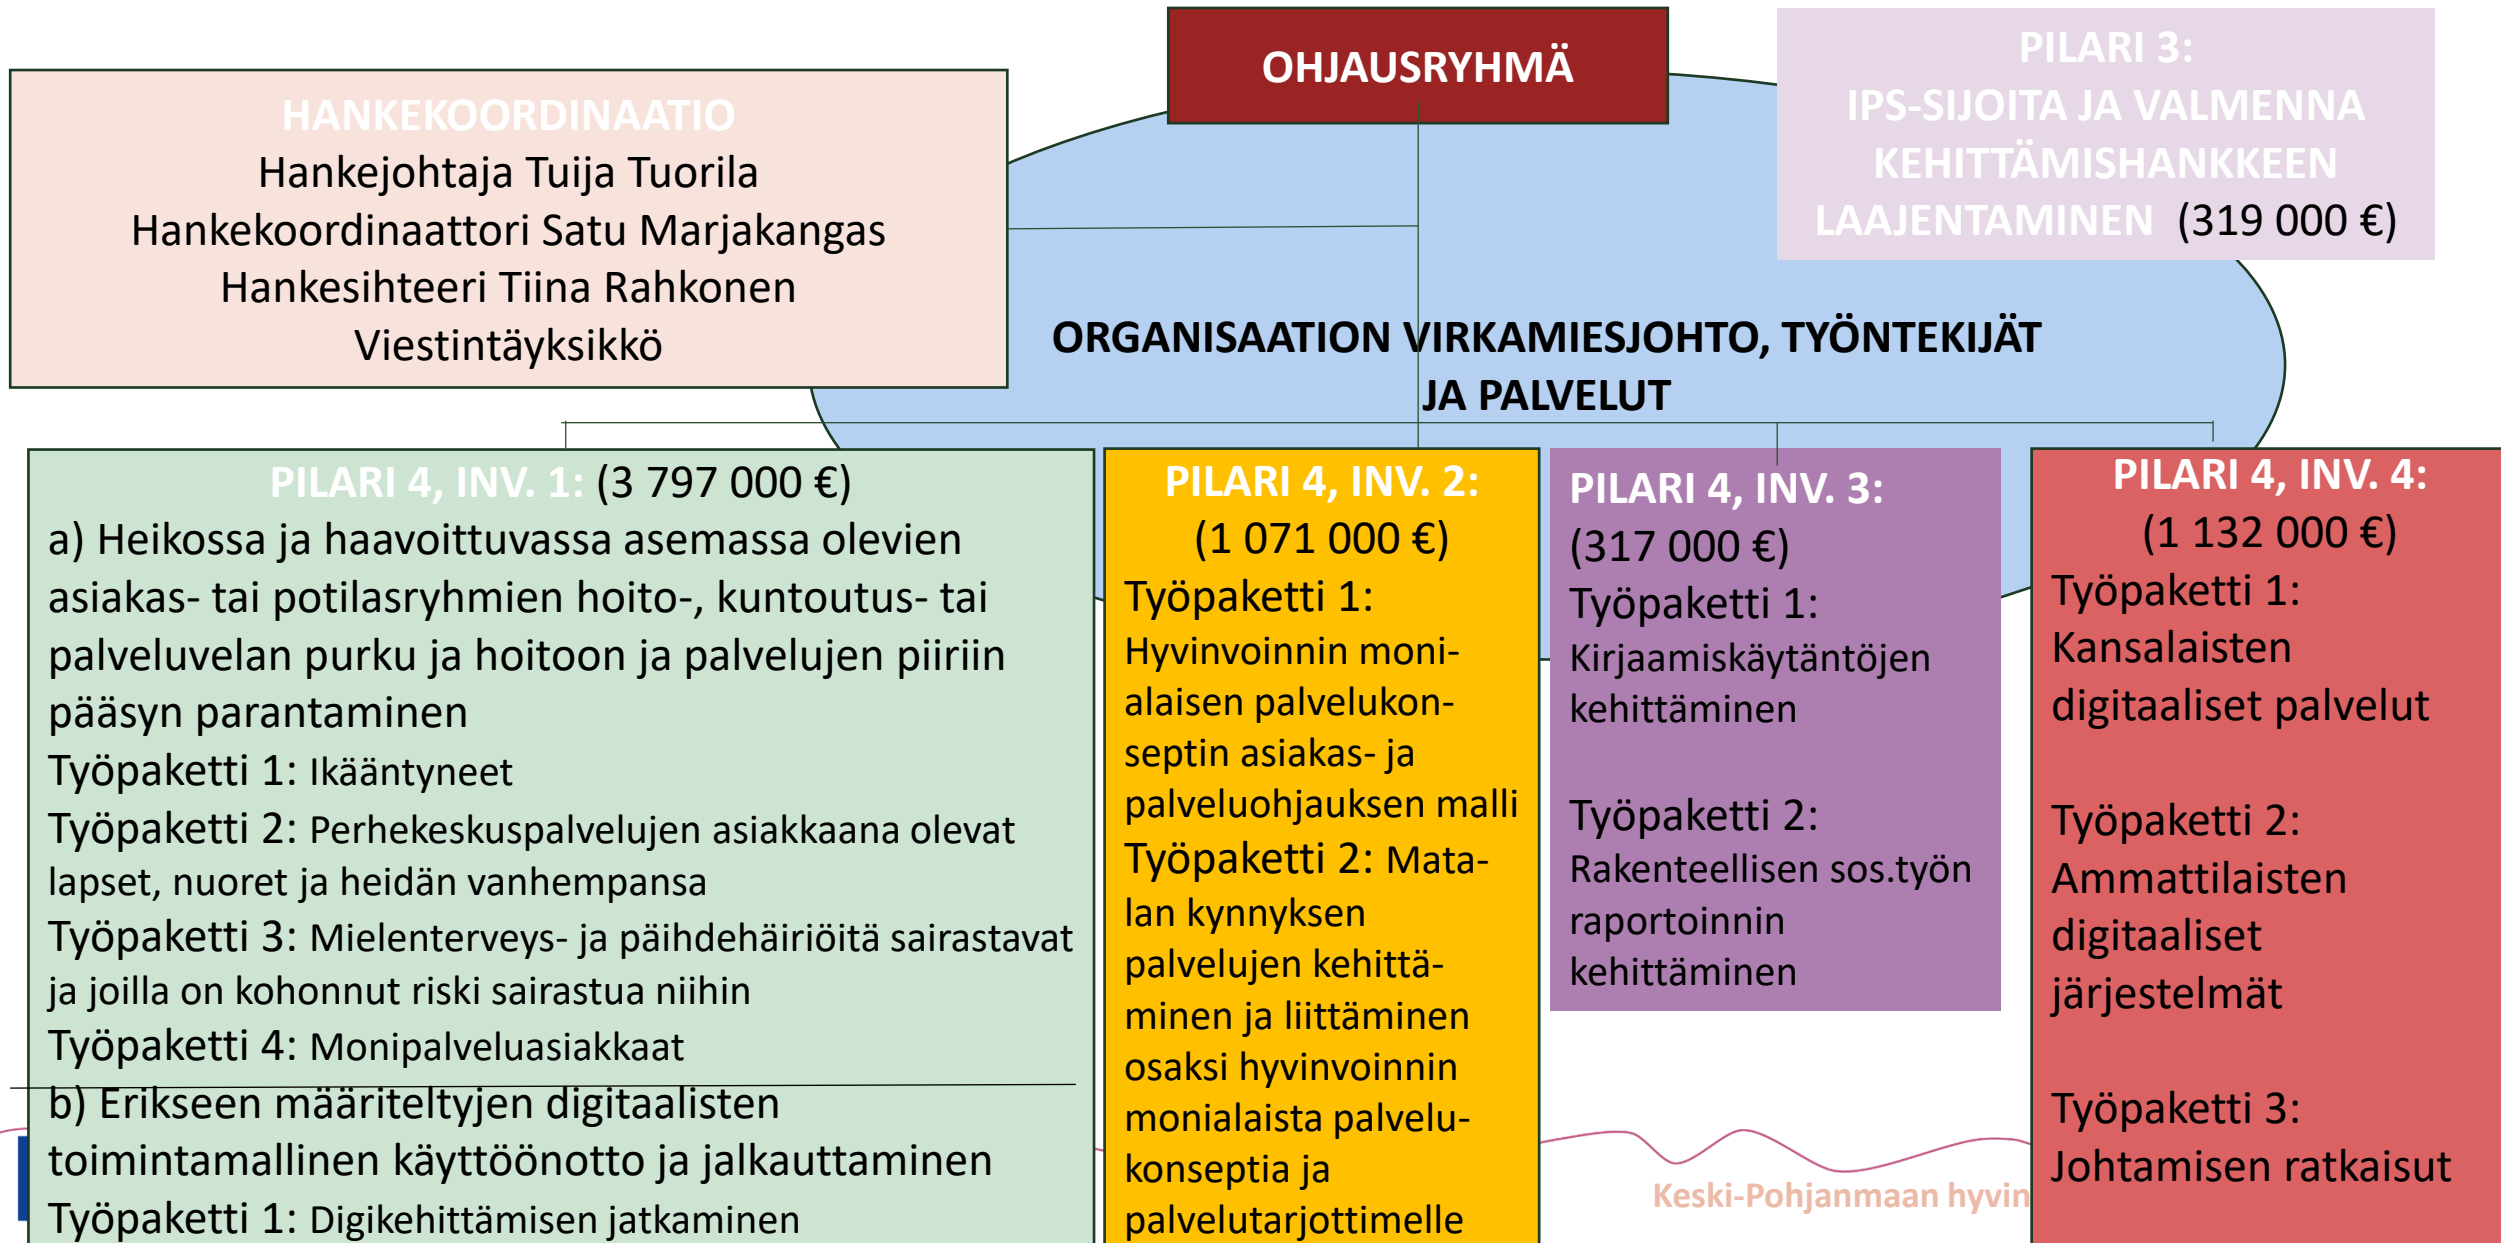 OHJAUSRYHMÄ
PILARI 3:
IPS-SIJOITA JA VALMENNA
KEHITTÄMISHANKKEEN
LAAJENTAMINEN (319 000 €)
HANKEKOORDINAATIO
Hankejohtaja Tuija Tuorila
Hankekoordinaattori Satu Marjakangas
Hankesihteeri Tiina Rahkonen
Viestintäyksikkö
ORGANISAATION VIRKAMIESJOHTO, TYÖNTEKIJÄT
JA PALVELUT
PILARI 4, INV. 1: (3 797 000 €)
a) Heikossa ja haavoittuvassa asemassa olevien
asiakas- tai potilasryhmien hoito-, kuntoutus- tai
palveluvelan purku ja hoitoon ja palvelujen piiriin
pääsyn parantaminen
Työpaketti 1: Ikääntyneet
Työpaketti 2: Perhekeskuspalvelujen asiakkaana olevat
lapset, nuoret ja heidän vanhempansa
Työpaketti 3: Mielenterveys- ja päihdehäiriöitä sairastavat
ja joilla on kohonnut riski sairastua niihin
Työpaketti 4: Monipalveluasiakkaat
b) Erikseen määriteltyjen digitaalisten
toimintamallinen käyttöönotto ja jalkauttaminen
Työpaketti 1: Digikehittämisen jatkaminen
PILARI 4, INV. 2:
(1 071 000 €)
Työpaketti 1:
Hyvinvoinnin moni-
alaisen palvelukon-
septin asiakas- ja
palveluohjauksen malli
Työpaketti 2: Mata-
lan kynnyksen
palvelujen kehittä-
minen ja liittäminen
osaksi hyvinvoinnin
monialaista palvelu-
konseptia ja
palvelutarjottimelle
PILARI 4, INV. 3:
(317 000 €)
Työpaketti 1:
Kirjaamiskäytäntöjen
kehittäminen
Työpaketti 2:
Rakenteellisen sos.työn
raportoinnin
kehittäminen
PILARI 4, INV. 4:
(1 132 000 €)
Työpaketti 1:
Kansalaisten
digitaaliset palvelut
Työpaketti 2:
Ammattilaisten
digitaaliset
järjestelmät
Työpaketti 3:
Johtamisen ratkaisut
Keski-Pohjanmaan hyvin